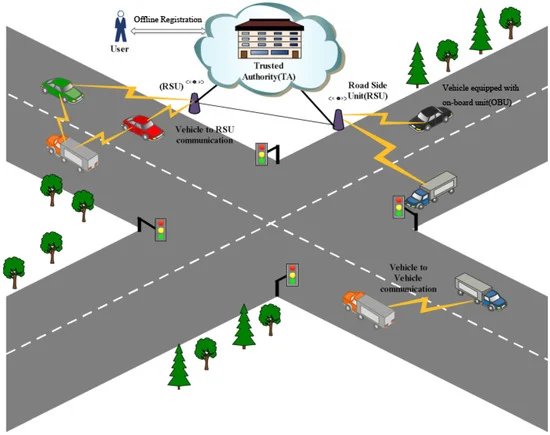 Offline Registration
User
Trusted
Authority(TA)
(RSU)
Road Side
Unit(RSU)
Vehicle equipped with
on-board unit(OBU)
Vehicle to RSU
communication
Vehicle to
Vehicle
communication